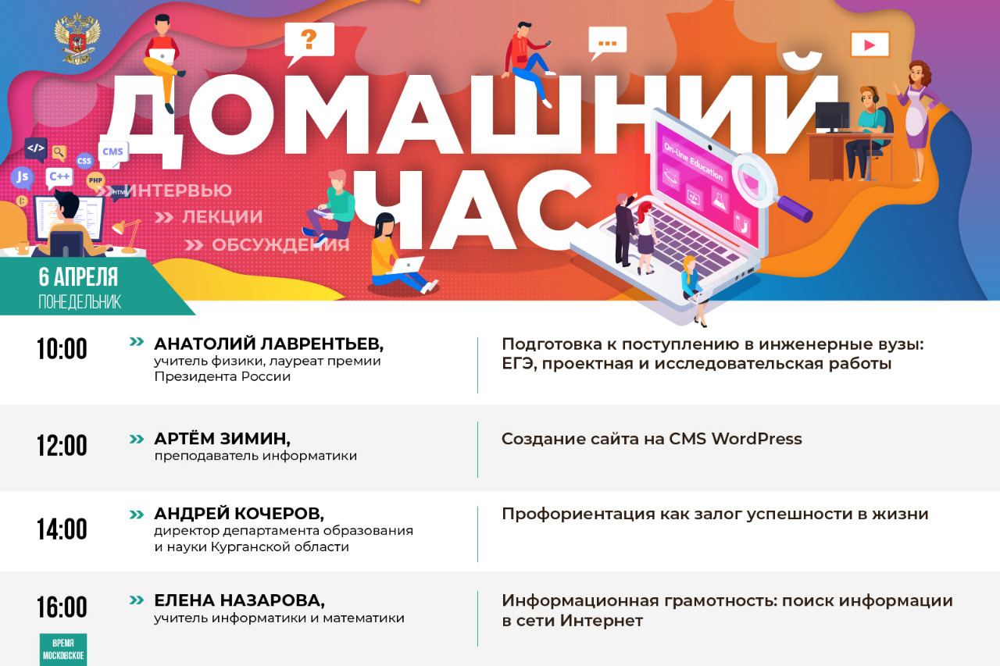 ДОМАШНИЙ
ЧАС
?
...
</>
CMS
CSS
Js
C++
PHP
HTML
C
On-line Education
ИНТЕРВЬЮ
ЛЕКЦИИ
ОБСУЖДЕНИЯ
6 АПРЕЛЯ
ПОНЕДЕЛЬНИК
10:00
АНАТОЛИЙ ЛАВРЕНТЬЕВ,
учитель физики, лауреат премии
Президента России
Подготовка к поступлению в инженерные вузы:
ЕГЭ, проектная и исследовательская работы
12:00
АРТЁМ ЗИМИН,
преподаватель информатики
Создание сайта на CMS WordPress
14:00
АНДРЕЙ КОЧЕРОВ,
директор департамента образования
и науки Курганской области
Профориентация как залог успешности в жизни
16:00
ЕЛЕНА НАЗАРОВА,
учитель информатики и математики
Информационная грамотность: поиск информации
в сети Интернет
ВРЕМЯ
МОСКОВСКОЕ